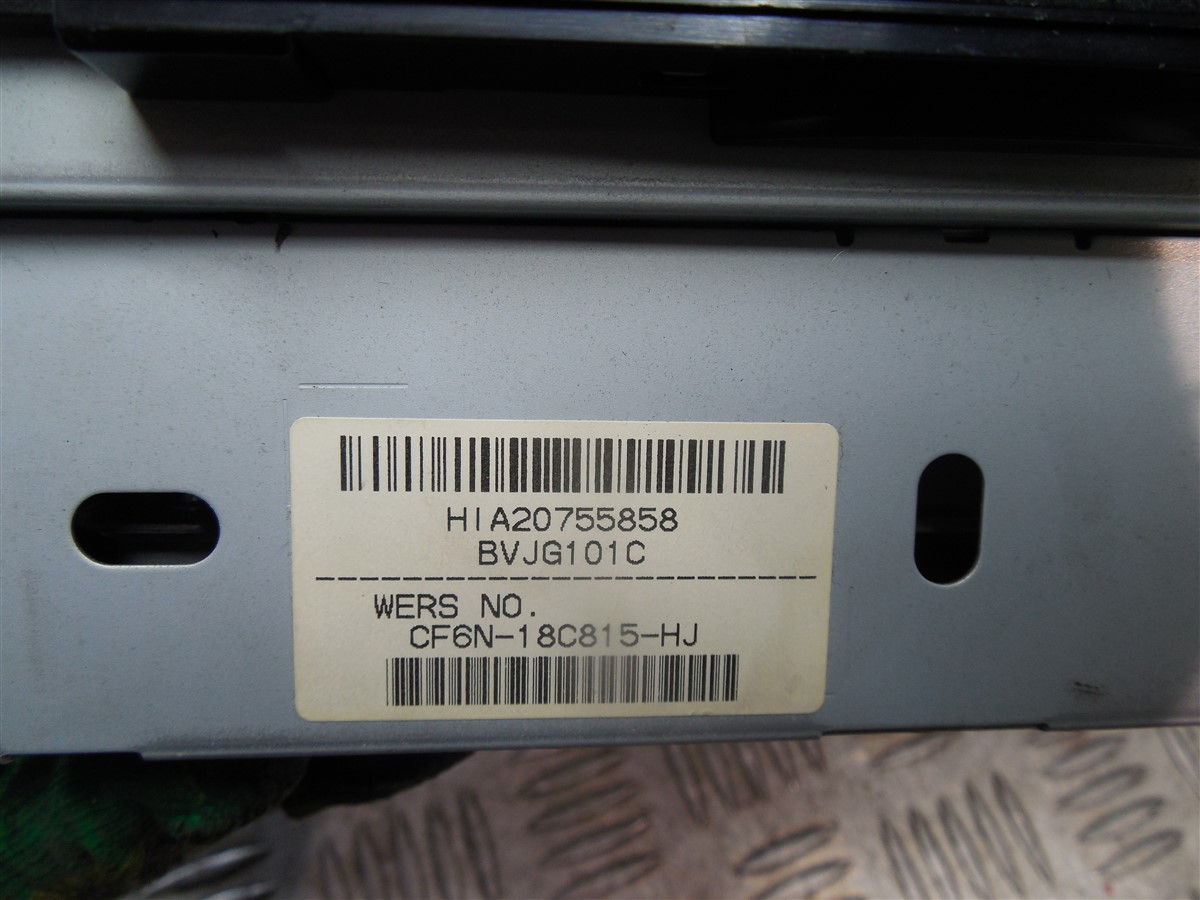 HIA20755858
BVJG101C
WERS NO.
CF6N-18C815-HJ